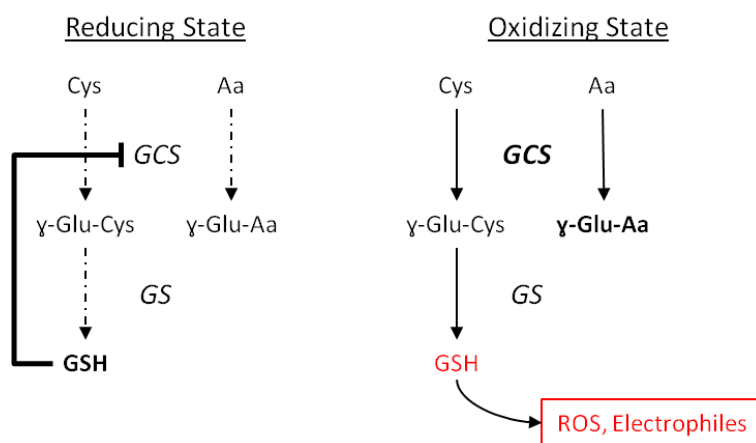 Reducing State
Oxidizing State
Cys
Aa
Cys
Aa
GCS
GCS
ɣ-Glu-Cys
ɣ-Glu-Aa
ɣ-Glu-Cys
ɣ-Glu-Aa
GS
GS
GSH
GSH
ROS, Electrophiles